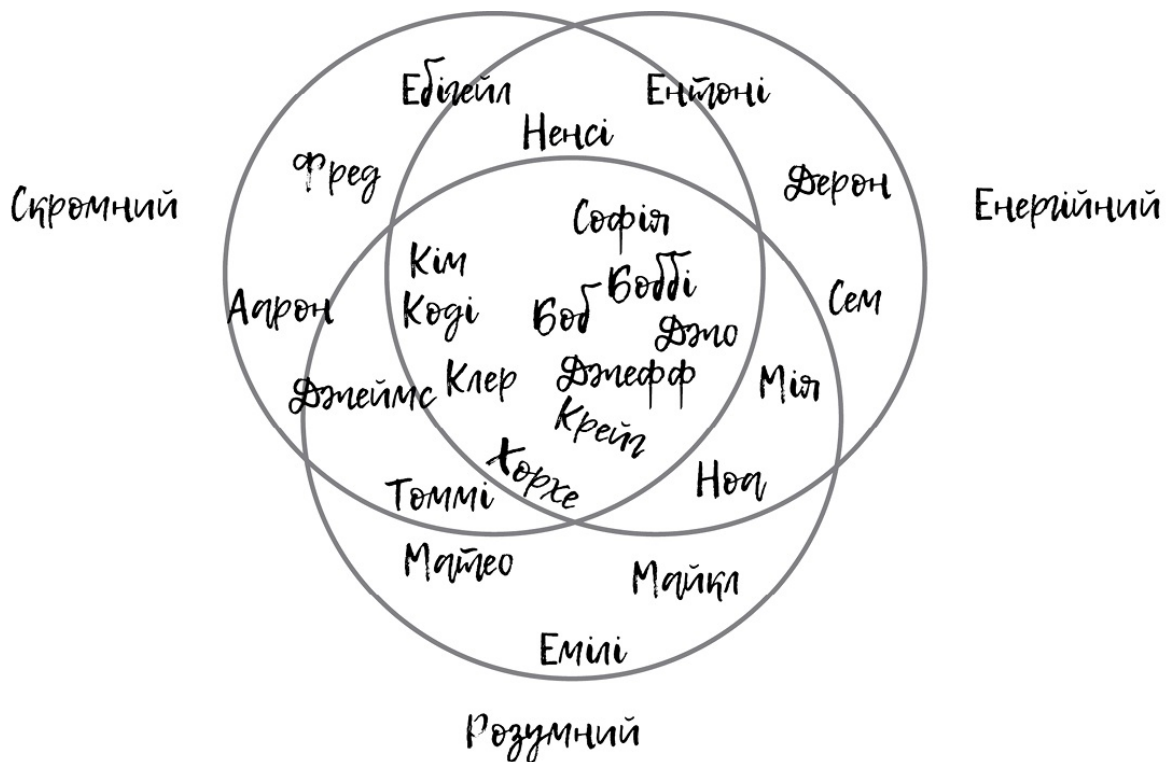 Ебігейл
Ентоні
Ненсі
Фред
Дерон
Скромний
Енергійний
Софія
Кім
Боббі
Аарон
Коді
Боб
Сем
Джо
Джеймс
Клер
Джефф
Мія
Крейг
Хорхе
Ноа
Томмі
Матео
Майкл
Емілі
Розумний